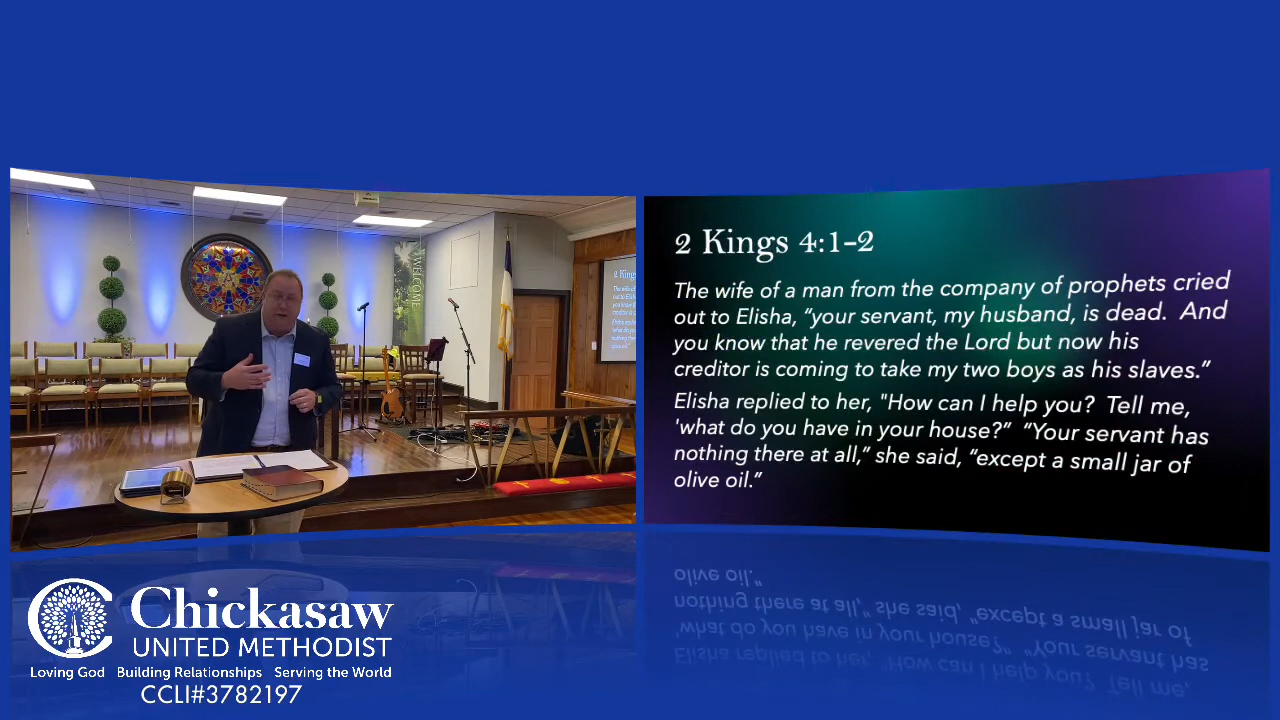 WELCOME
2 Kings 4:1-2
The wife of a man from the company of prophets cried
out to Elisha, “your servant, my husband, is dead. And
you know that he revered the Lord but now his
creditor is coming to take my two boys as his slaves.”
Elisha replied to her, "How can I help you? Tell me,
'what do you have in your house?” “Your servant has
nothing there at all,” she said, “except a small jar of
olive oil.”
Chickasaw
UNITED METHODIST
Loving God Building Relationships Serving the World
CCLI#3782197